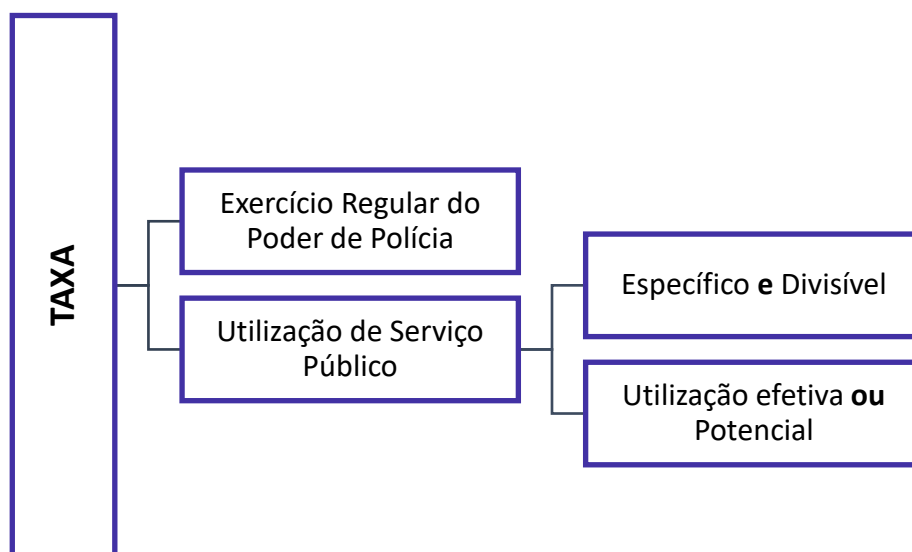 TAXA
Exercício Regular do
Poder de Polícia
Utilização de Serviço
Público
Específico e Divisível
Utilização efetiva ou
Potencial